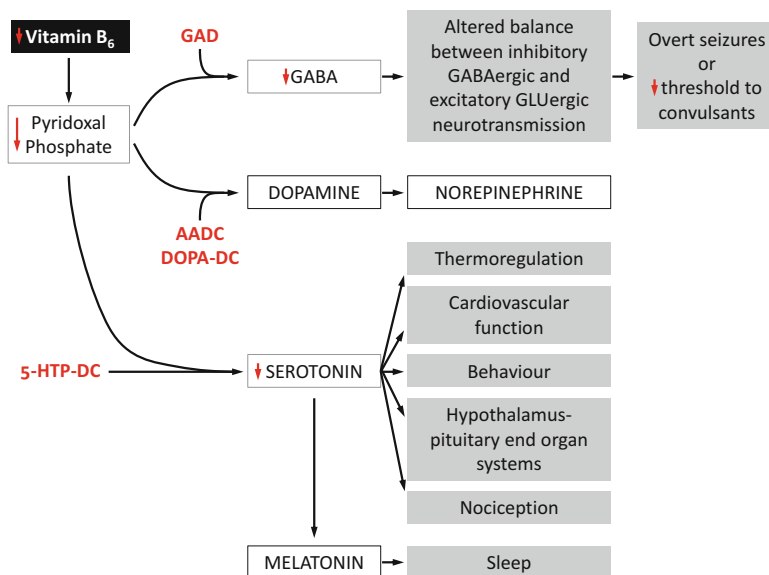 Vitamin B6
Pyridoxal
Phosphate
GAD
GABA
Altered balance
between inhibitory
GABAergic and
excitatory GLUergic
neurotransmission
Overt seizures
or
threshold to
convulsants
DOPAMINE
NOREPINEPHRINE
AADC
DOPA-DC
5-HTP-DC
SEROTONIN
Thermoregulation
Cardiovascular
function
Behaviour
Hypothalamus-
pituitary end organ
systems
Nociception
MELATONIN
Sleep